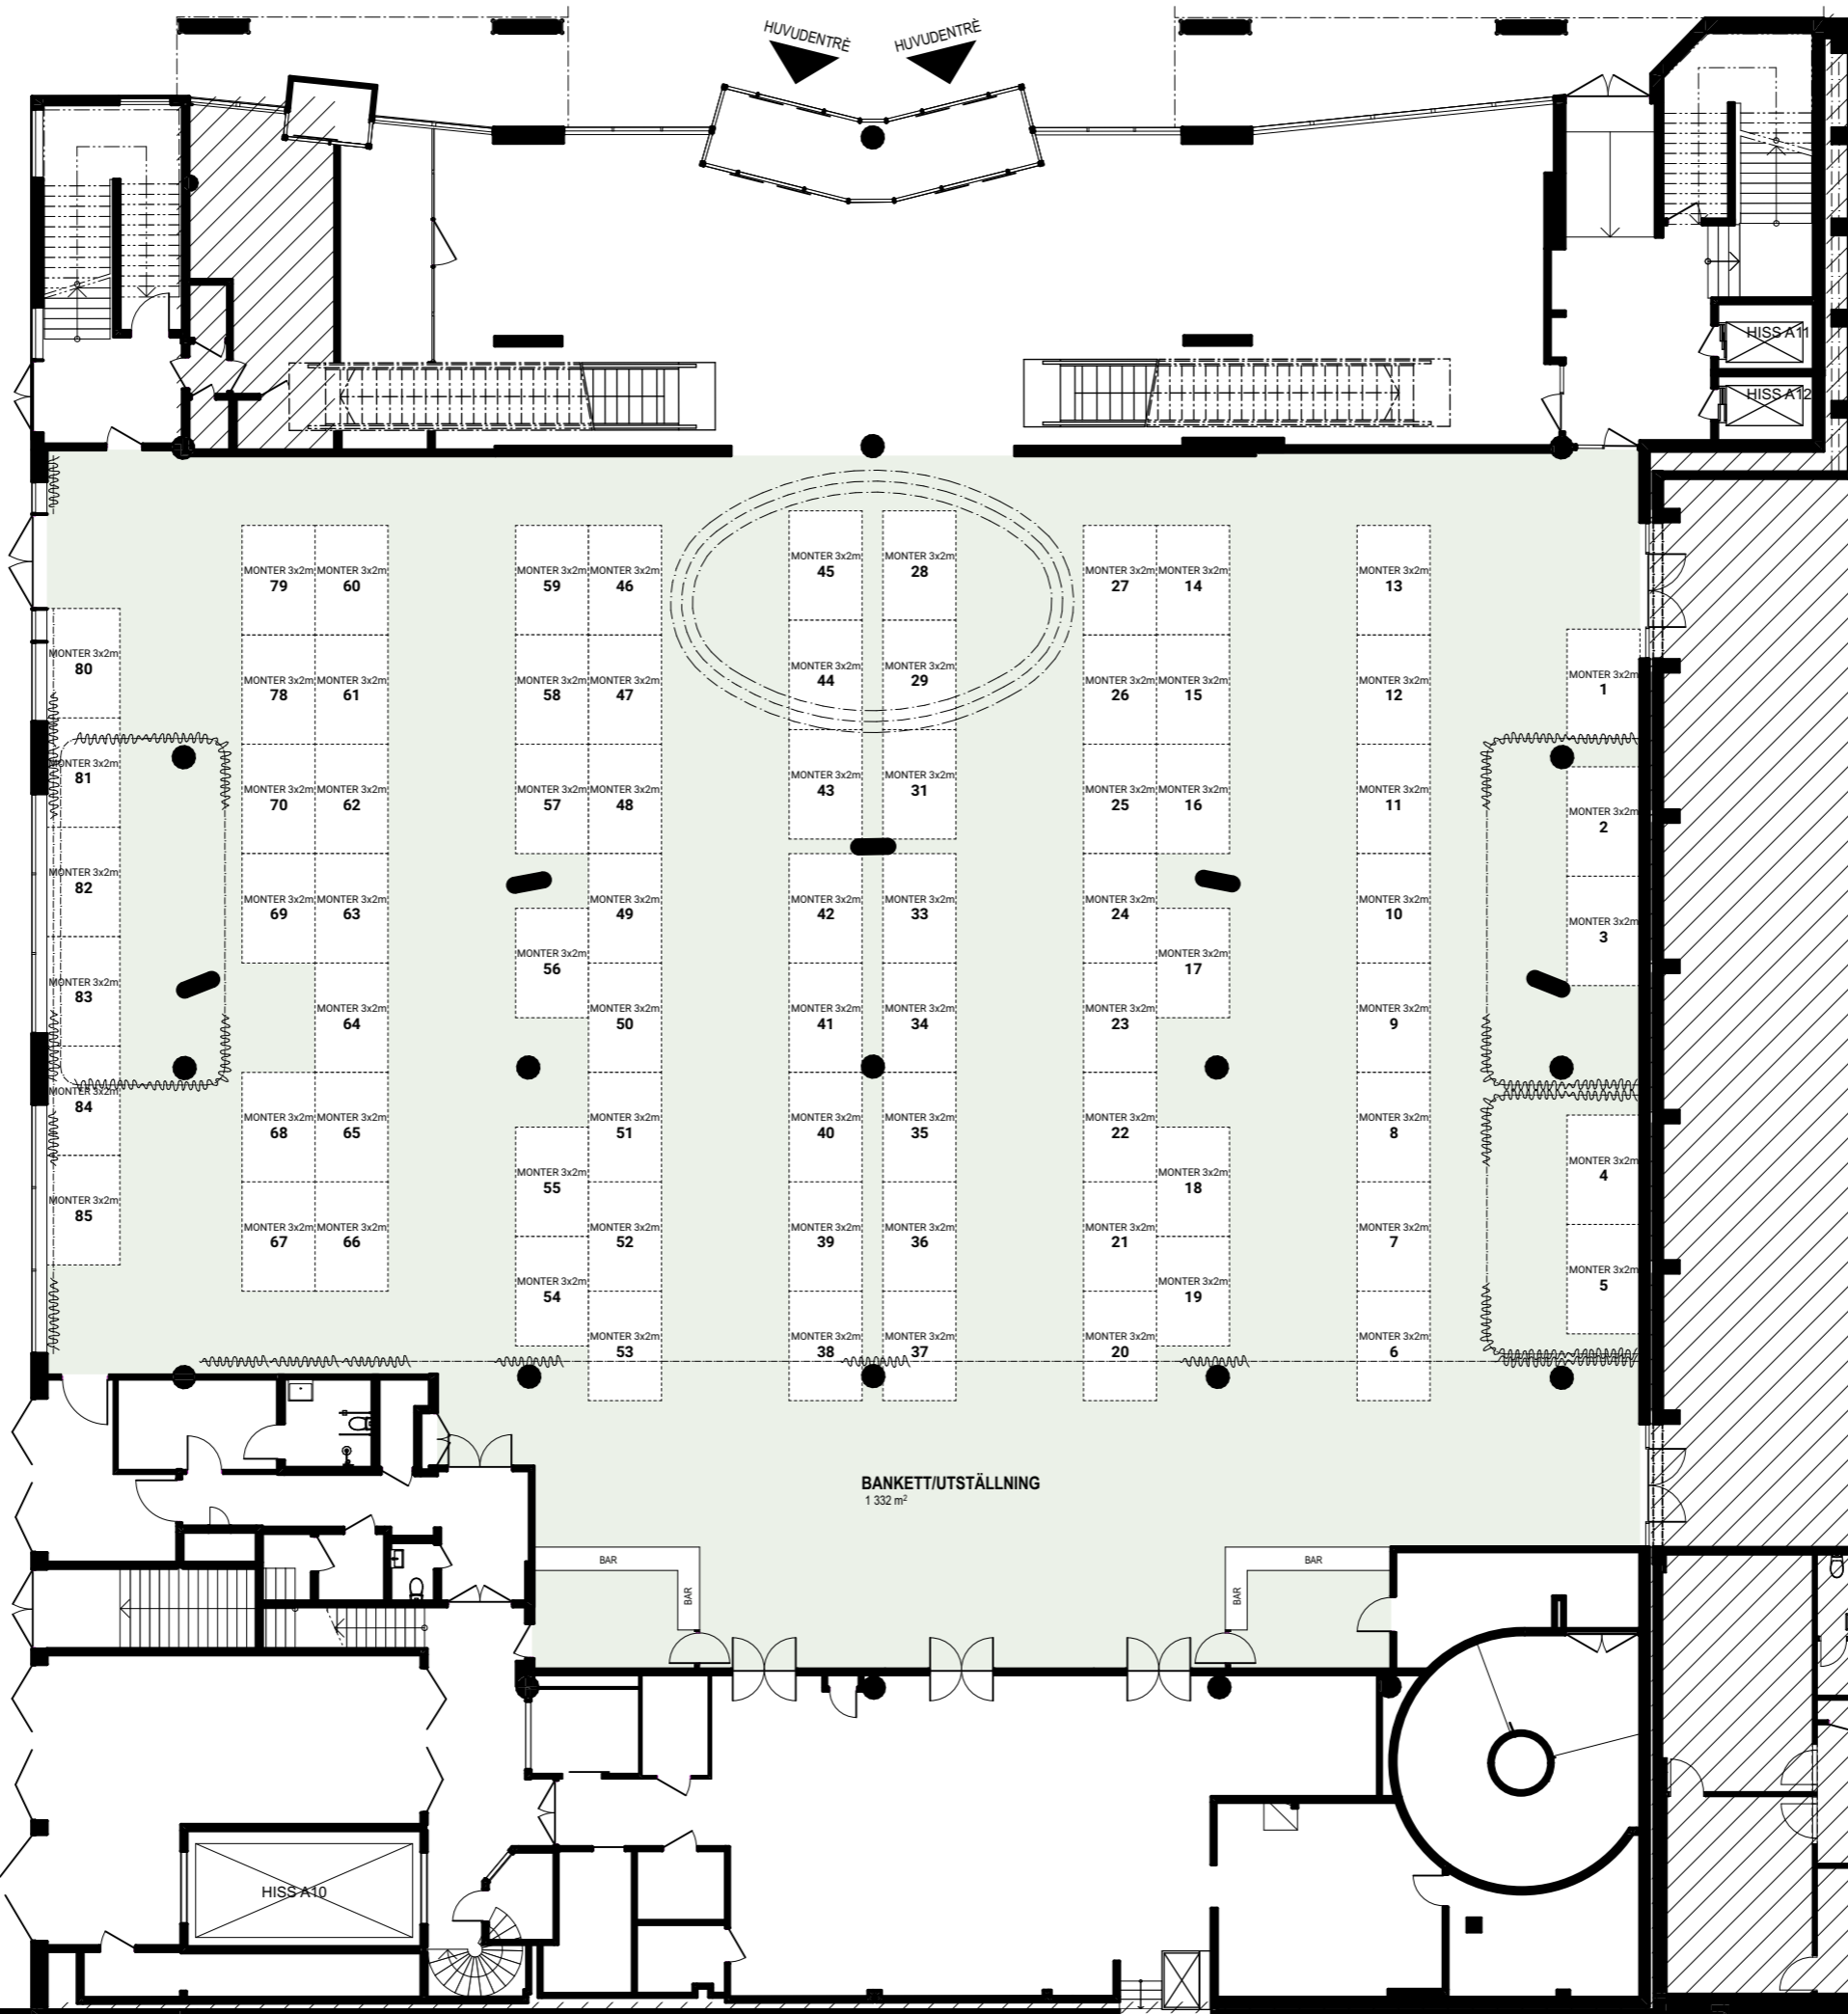 HUVUDENTRÈ
HUVUDENTRÈ
HISS A11
HISS A12
MONTER 3x2m
45
MONTER 3x2m
28
MONTER 3x2m
79
MONTER 3x2m
60
MONTER 3x2m
59
MONTER 3x2m
46
MONTER 3x2m
27
MONTER 3x2m
14
MONTER 3x2m
13
MONTER 3x2m
80
MONTER 3x2m
44
MONTER 3x2m
29
MONTER 3x2m
1
MONTER 3x2m
78
MONTER 3x2m
61
MONTER 3x2m
58
MONTER 3x2m
47
MONTER 3x2m
26
MONTER 3x2m
15
MONTER 3x2m
12
MONTER 3x2m
81
MONTER 3x2m
43
MONTER 3x2m
31
MONTER 3x2m
70
MONTER 3x2m
62
MONTER 3x2m
57
MONTER 3x2m
48
MONTER 3x2m
25
MONTER 3x2m
16
MONTER 3x2m
11
MONTER 3x2m
2
MONTER 3x2m
82
MONTER 3x2m
69
MONTER 3x2m
63
MONTER 3x2m
49
MONTER 3x2m
42
MONTER 3x2m
33
MONTER 3x2m
24
MONTER 3x2m
10
MONTER 3x2m
3
MONTER 3x2m
56
MONTER 3x2m
17
MONTER 3x2m
83
MONTER 3x2m
64
MONTER 3x2m
50
MONTER 3x2m
41
MONTER 3x2m
34
MONTER 3x2m
23
MONTER 3x2m
9
MONTER 3x2m
84
MONTER 3x2m
68
MONTER 3x2m
65
MONTER 3x2m
51
MONTER 3x2m
40
MONTER 3x2m
35
MONTER 3x2m
22
MONTER 3x2m
8
MONTER 3x2m
4
MONTER 3x2m
55
MONTER 3x2m
18
MONTER 3x2m
85
MONTER 3x2m
67
MONTER 3x2m
66
MONTER 3x2m
52
MONTER 3x2m
39
MONTER 3x2m
36
MONTER 3x2m
21
MONTER 3x2m
7
MONTER 3x2m
5
MONTER 3x2m
54
MONTER 3x2m
19
MONTER 3x2m
53
MONTER 3x2m
38
MONTER 3x2m
37
MONTER 3x2m
20
MONTER 3x2m
6
BANKETT/UTSTÄLLNING
1 332 m²
BAR
BAR
BAR
BAR
HISS A10